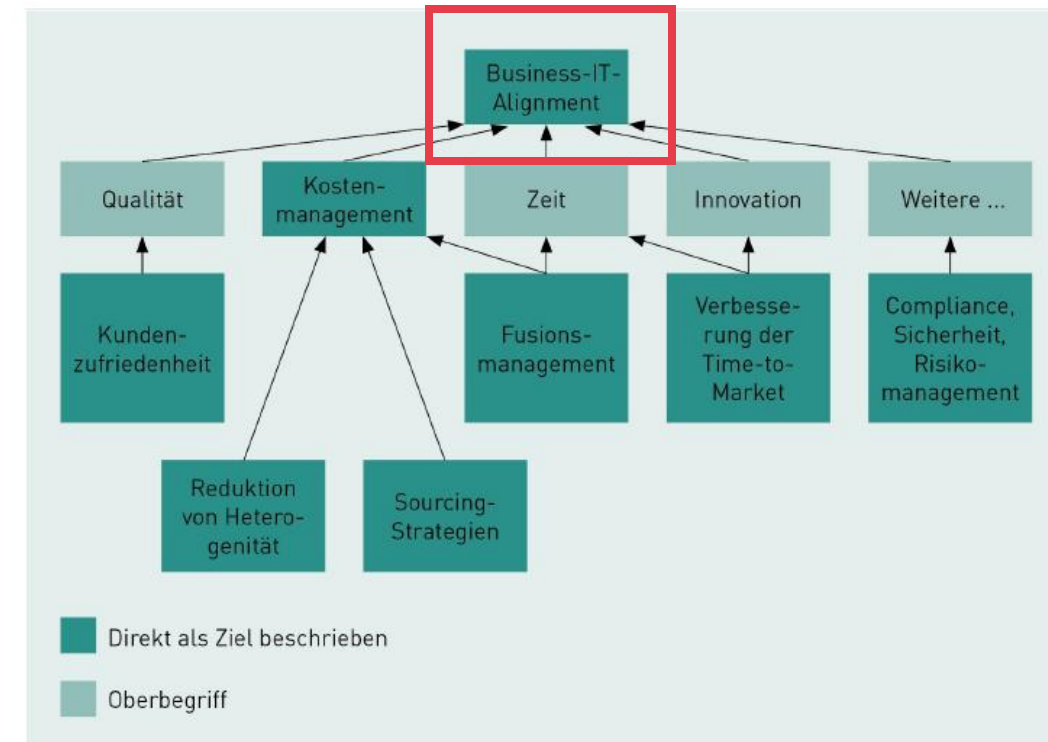 Business-IT-
Alignment
Qualität
Kosten-
management
Zeit
Innovation
Weitere ...
Kunden-
zufriedenheit
Fusions-
management
Verbesse-
rung der
Time-to-
Market
Compliance,
Sicherheit,
Risiko-
management
Reduktion
von Hetero-
genität
Sourcing-
Strategien
Direkt als Ziel beschrieben
Oberbegriff